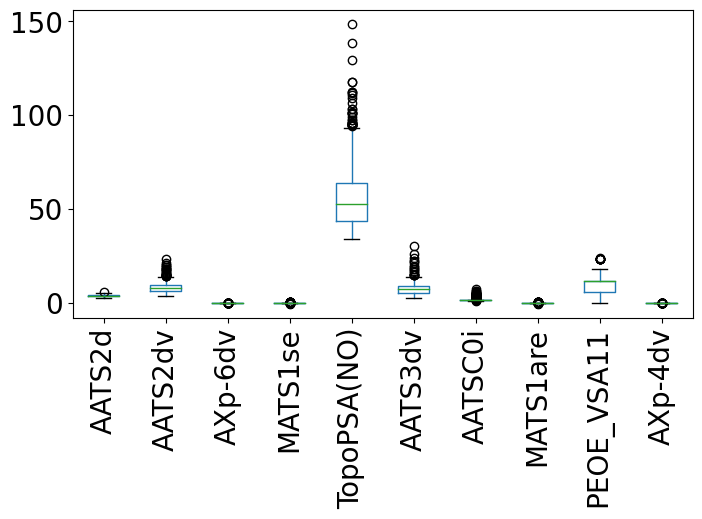 150
100
50
0
AATS2d
AATS2dv
AXp-6dv
MATS1se
TopoPSA(NO)
AATS3dv
AATSC0i
MATS1are
PEOE_VSA11
AXp-4dv